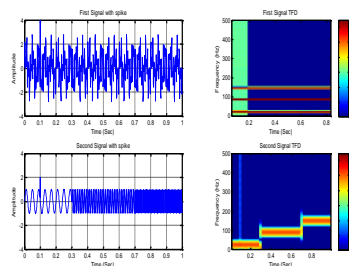 First Signal with spike
4
2
0
-2
-4
0 0.1 0.2 0.3 0.4 0.5 0.6 0.7 0.8 0.9 1
Amplitude
Time (Sec)
First Signal TFD
500
400
300
200
100
0
0.2 0.4 0.6 0.8
Frequency (Hz)
Time (Sec)
Second Signal with spike
4
2
0
-2
-4
0 0.1 0.2 0.3 0.4 0.5 0.6 0.7 0.8 0.9 1
Amplitude
Time (Sec)
Second Signal TFD
500
400
300
200
100
0
0.2 0.4 0.6 0.8
Frequency (Hz)
Time (Sec)